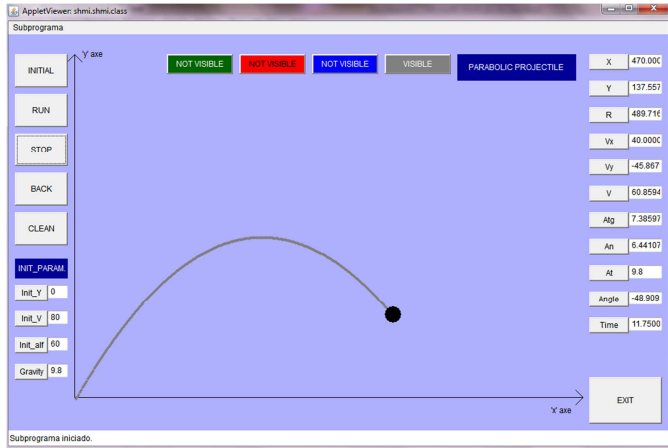 AppletViewer: shmi.shmi.class
Subprograma
'y' axe
NOT VISIBLE
NOT VISIBLE
NOT VISIBLE
VISIBLE
PARABOLIC PROJECTILE
INITIAL
RUN
STOP
BACK
CLEAN
INIT_PARAM.
Init_Y 0
Init_V 80
Init_alf 60
Gravity 9.8
X 470.000
Y 137.557
R 489.716
Vx 40.0000
Vy -45.867
V 60.8594
Atg 7.38597
An 6.44107
At 9.8
Angle -48.909
Time 11.7500
EXIT
'x' axe
Subprograma iniciado.